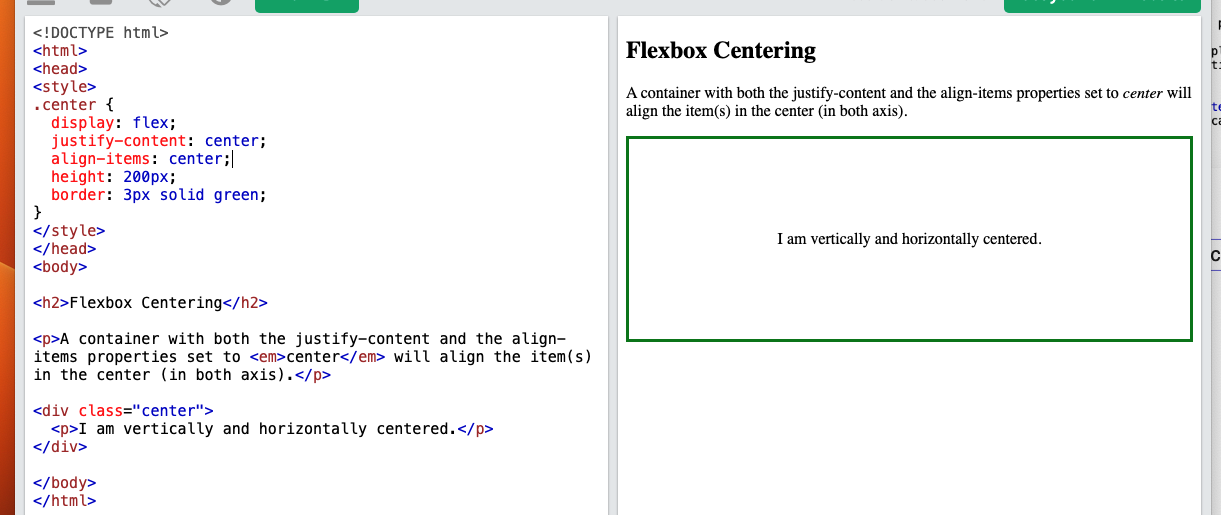 <!DOCTYPE html>
<html>
<head>
<style>
.center {
  display: flex;
  justify-content: center;
  align-items: center;
  height: 200px;
  border: 3px solid green;
}
</style>
</head>
<body>
<h2>Flexbox Centering</h2>
<p>A container with both the justify-content and the align-
items properties set to <em>center</em> will align the item(s)
in the center (in both axis).</p>
<div class="center">
  <p>I am vertically and horizontally centered.</p>
</div>
</body>
</html>
Flexbox Centering
A container with both the justify-content and the align-items properties set to center will
align the item(s) in the center (in both axis).
I am vertically and horizontally centered.